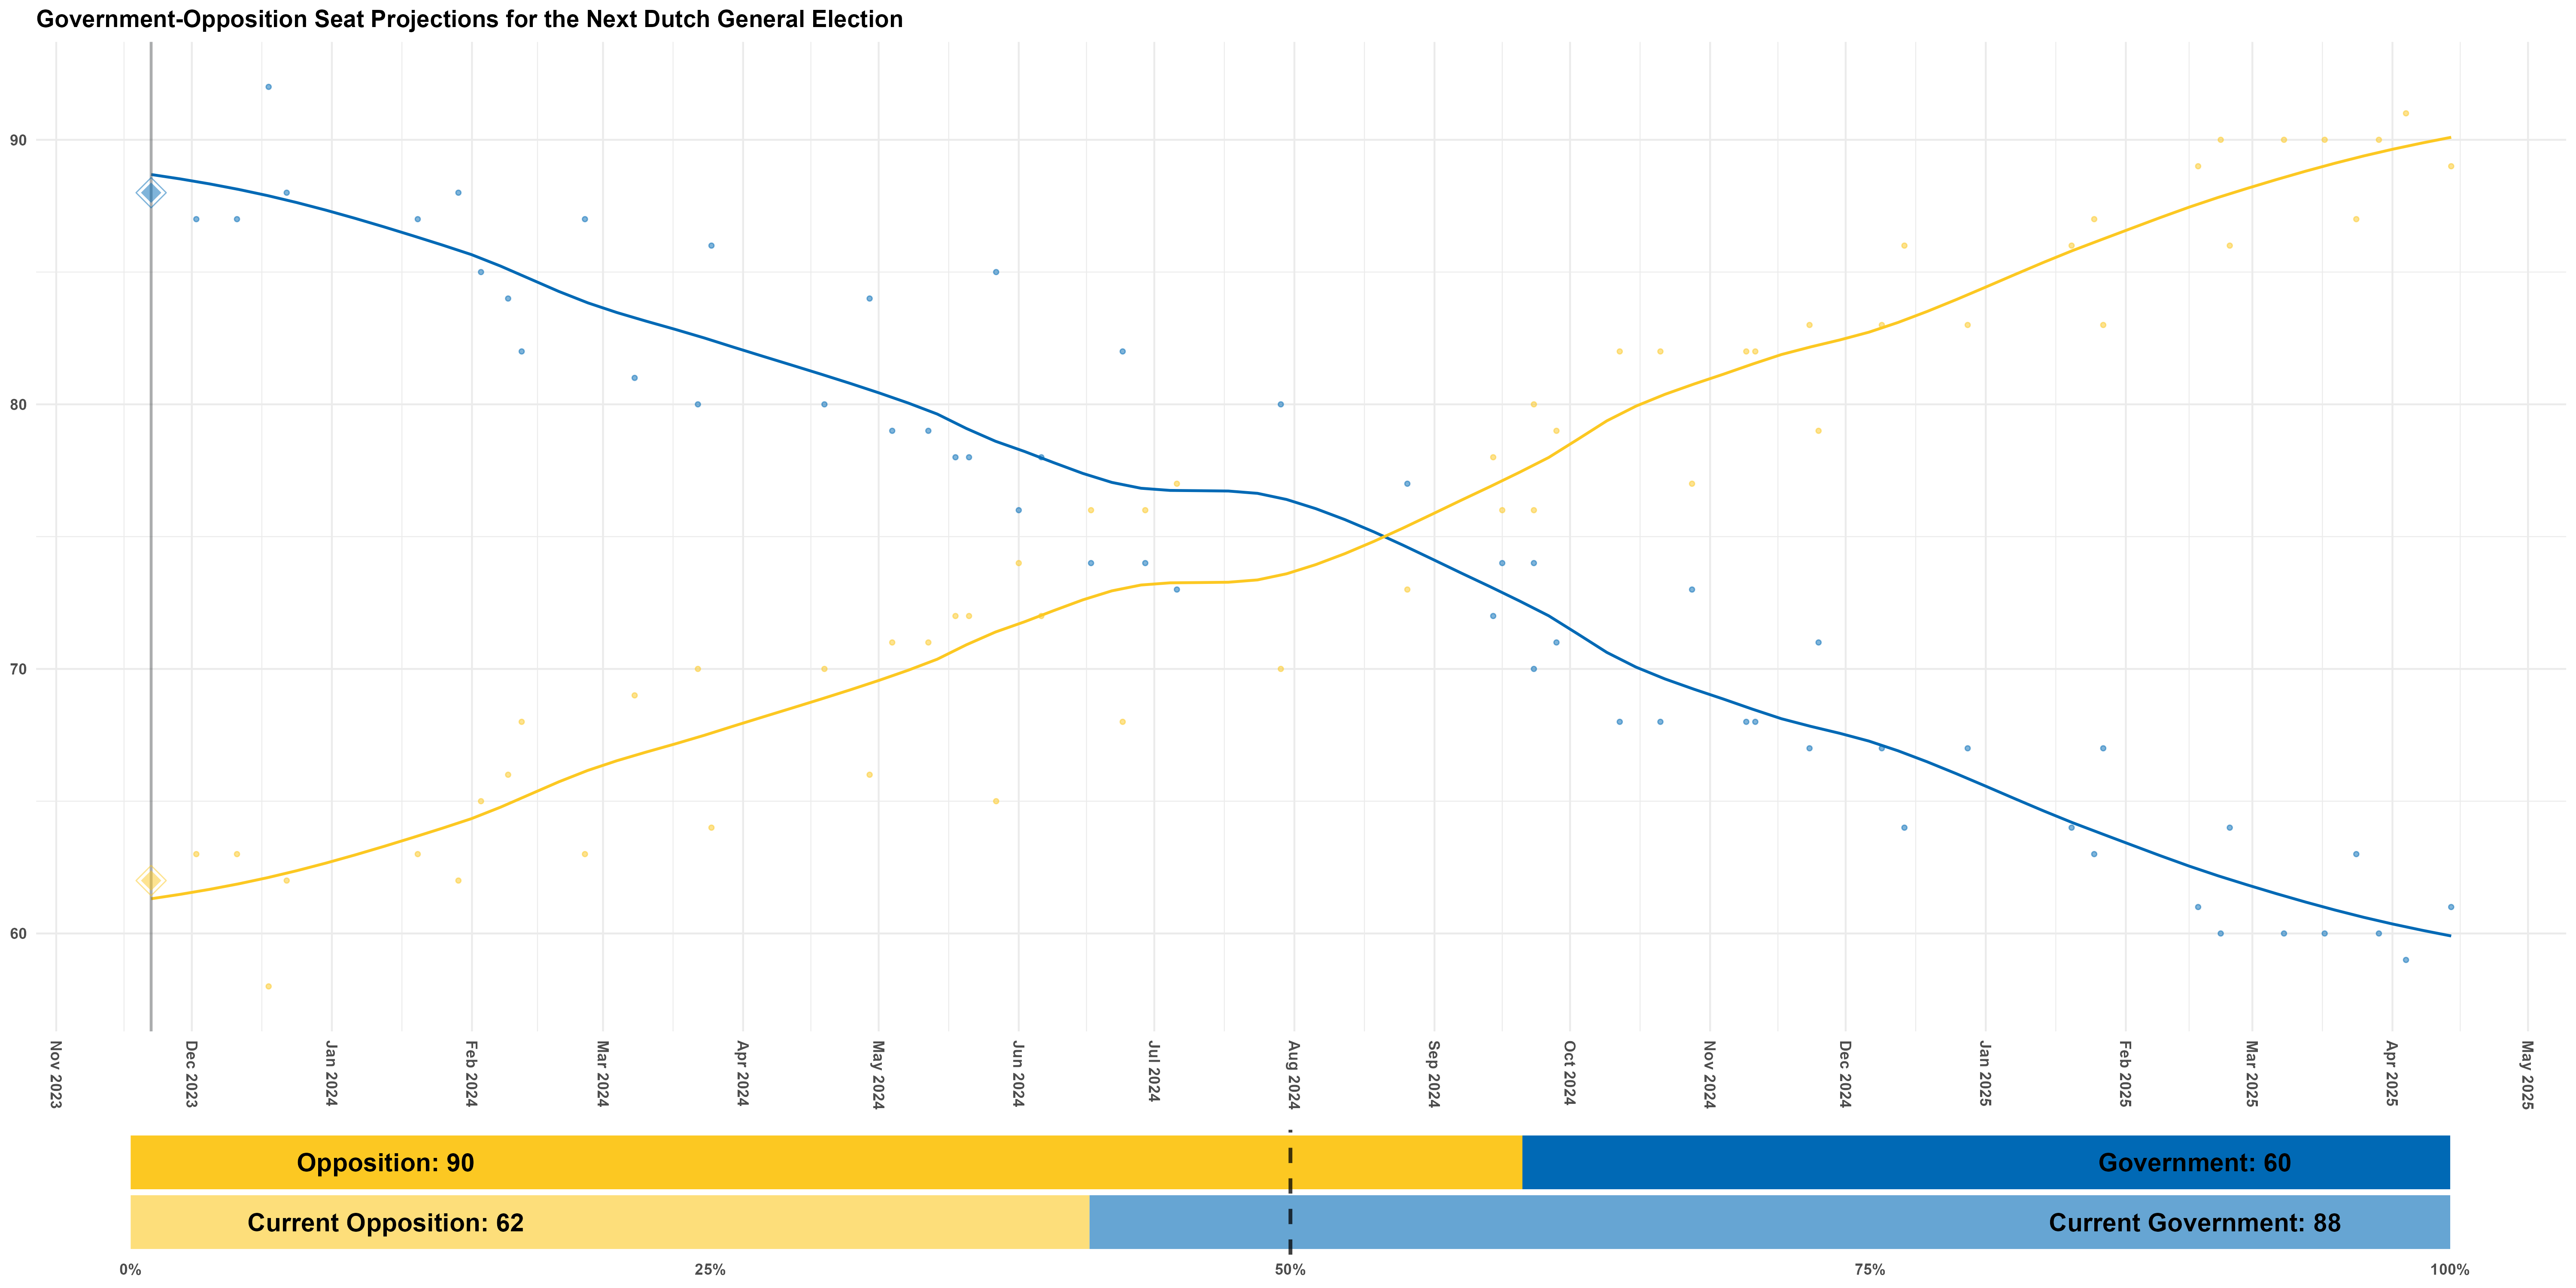 Government-Opposition Seat Projections for the Next Dutch General Election
90
80
70
60
Nov 2023
Dec 2023
Jan 2024
Feb 2024
Mar 2024
Apr 2024
May 2024
Jun 2024
Jul 2024
Aug 2024
Sep 2024
Oct 2024
Nov 2024
Dec 2024
Jan 2025
Feb 2025
Mar 2025
Apr 2025
May 2025
Opposition: 90
Government: 60
Current Opposition: 62
Current Government: 88
0%
25%
50%
75%
100%